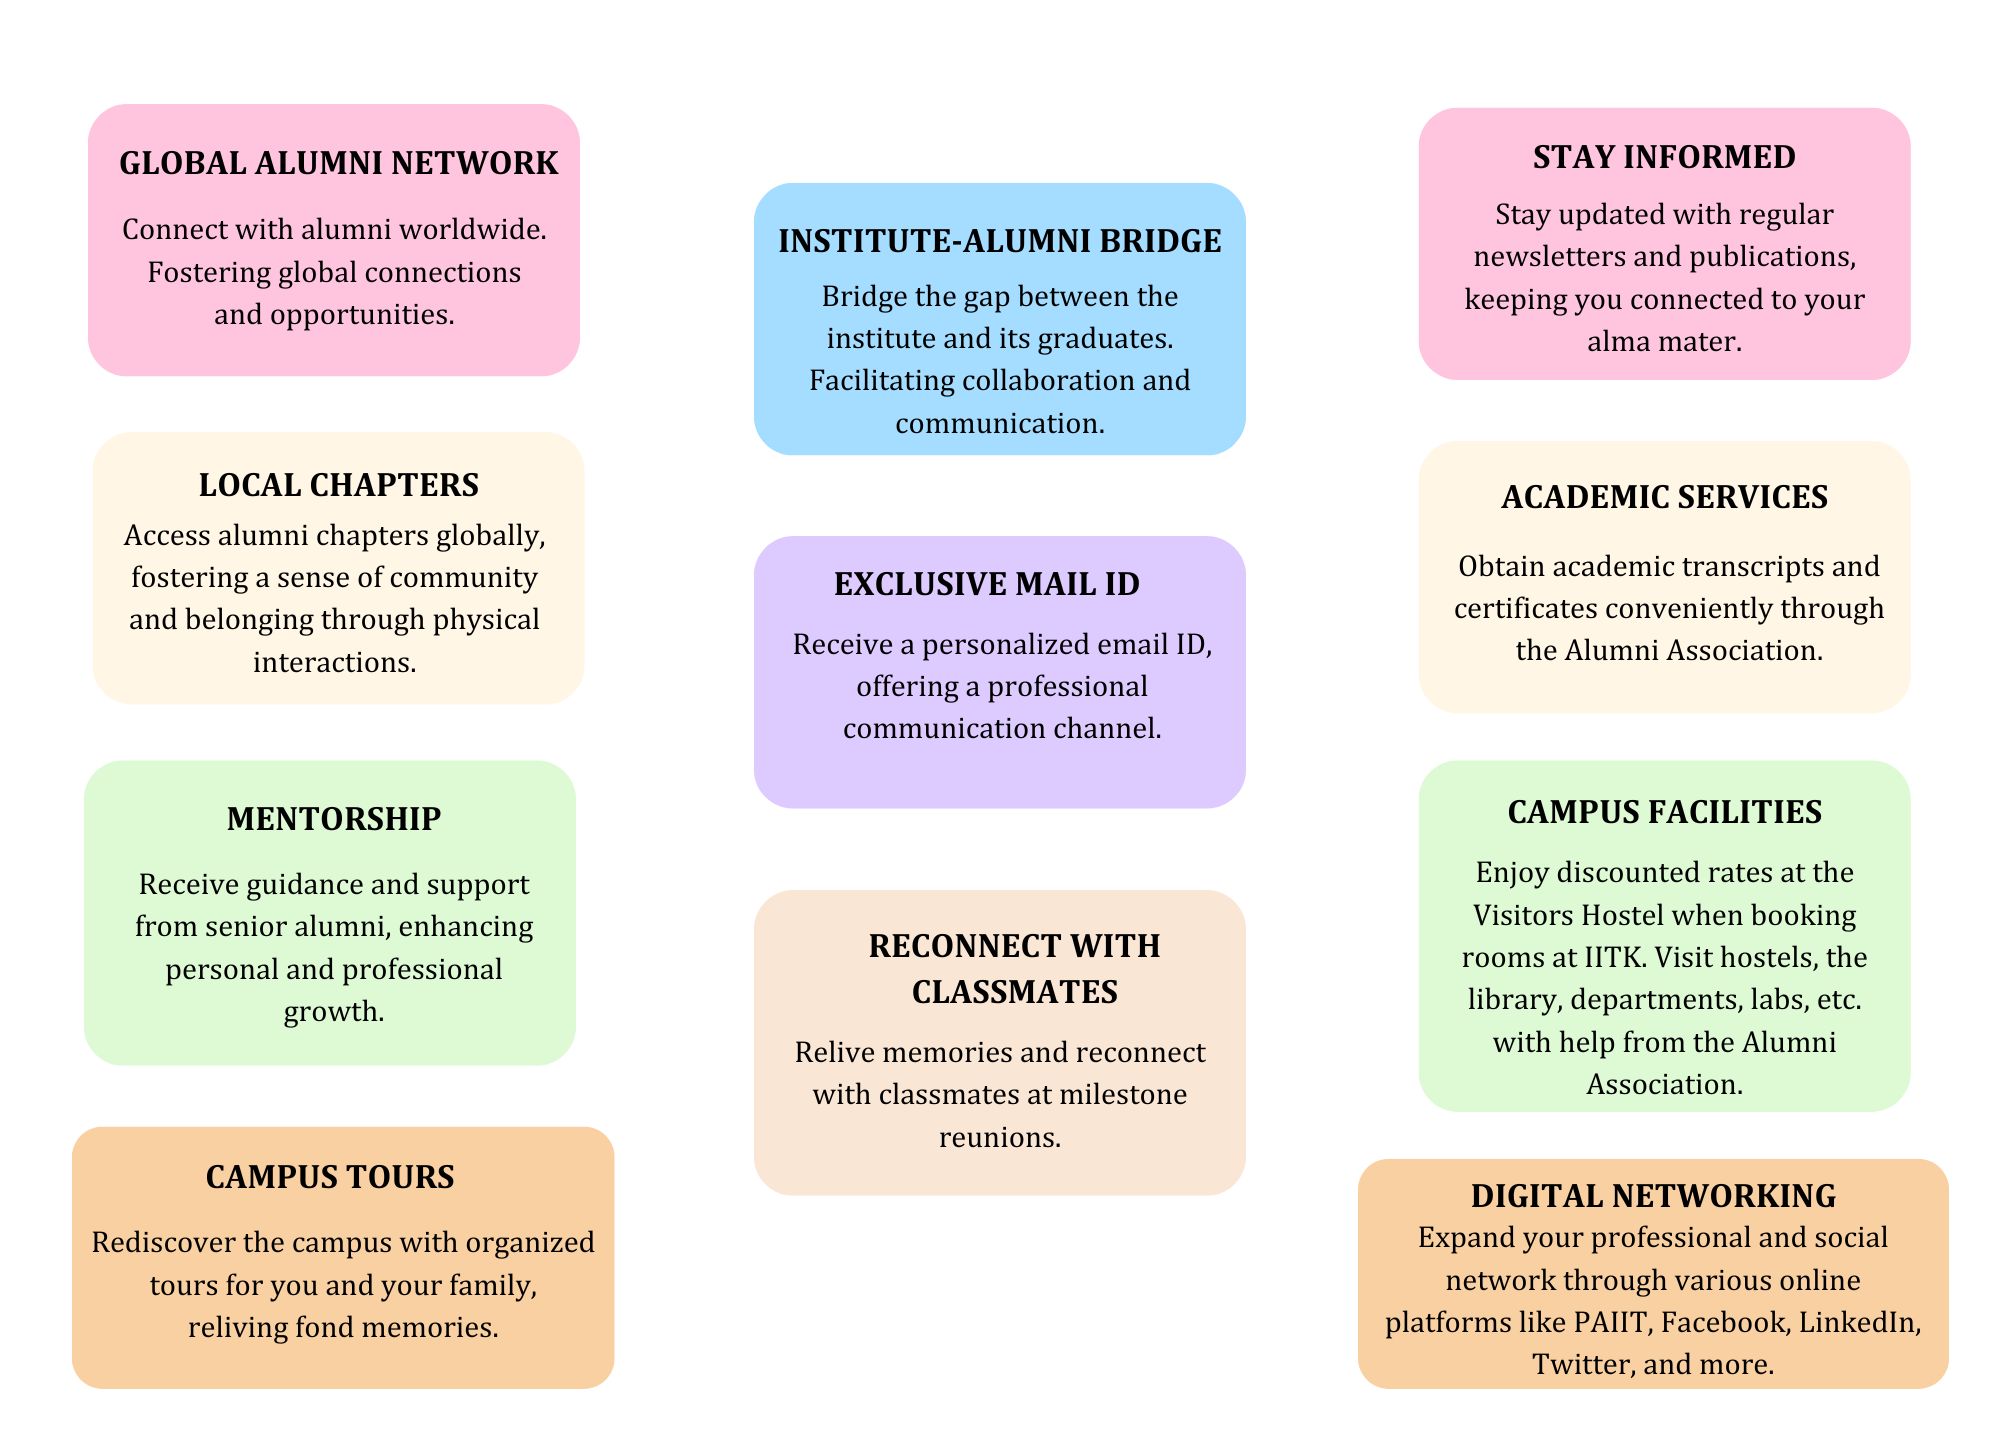 GLOBAL ALUMNI NETWORK
Connect with alumni worldwide.
Fostering global connections
and opportunities.
LOCAL CHAPTERS
Access alumni chapters globally,
fostering a sense of community
and belonging through physical
interactions.
MENTORSHIP
Receive guidance and support
from senior alumni, enhancing
personal and professional
growth.
CAMPUS TOURS
Rediscover the campus with organized
tours for you and your family,
reliving fond memories.
INSTITUTE-ALUMNI BRIDGE
Bridge the gap between the
institute and its graduates.
Facilitating collaboration and
communication.
EXCLUSIVE MAIL ID
Receive a personalized email ID,
offering a professional
communication channel.
RECONNECT WITH
CLASSMATES
Relive memories and reconnect
with classmates at milestone
reunions.
STAY INFORMED
Stay updated with regular
newsletters and publications,
keeping you connected to your
alma mater.
ACADEMIC SERVICES
Obtain academic transcripts and
certificates conveniently through
the Alumni Association.
CAMPUS FACILITIES
Enjoy discounted rates at the
Visitors Hostel when booking
rooms at IITK. Visit hostels, the
library, departments, labs, etc.
with help from the Alumni
Association.
DIGITAL NETWORKING
Expand your professional and social
network through various online
platforms like PAIIT, Facebook, LinkedIn,
Twitter, and more.